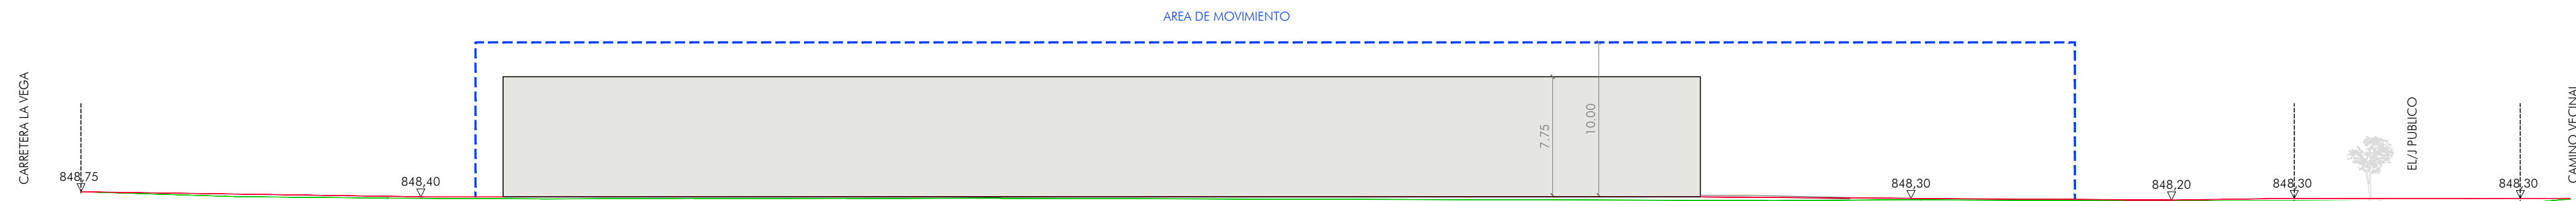 AREA DE MOVIMIENTO
CARRETERA LA VEGA
848,75
848,40
7.75
10.00
848,30
848,20
848,30
EL/J PUBLICO
848,30
CAMINO VECINAL